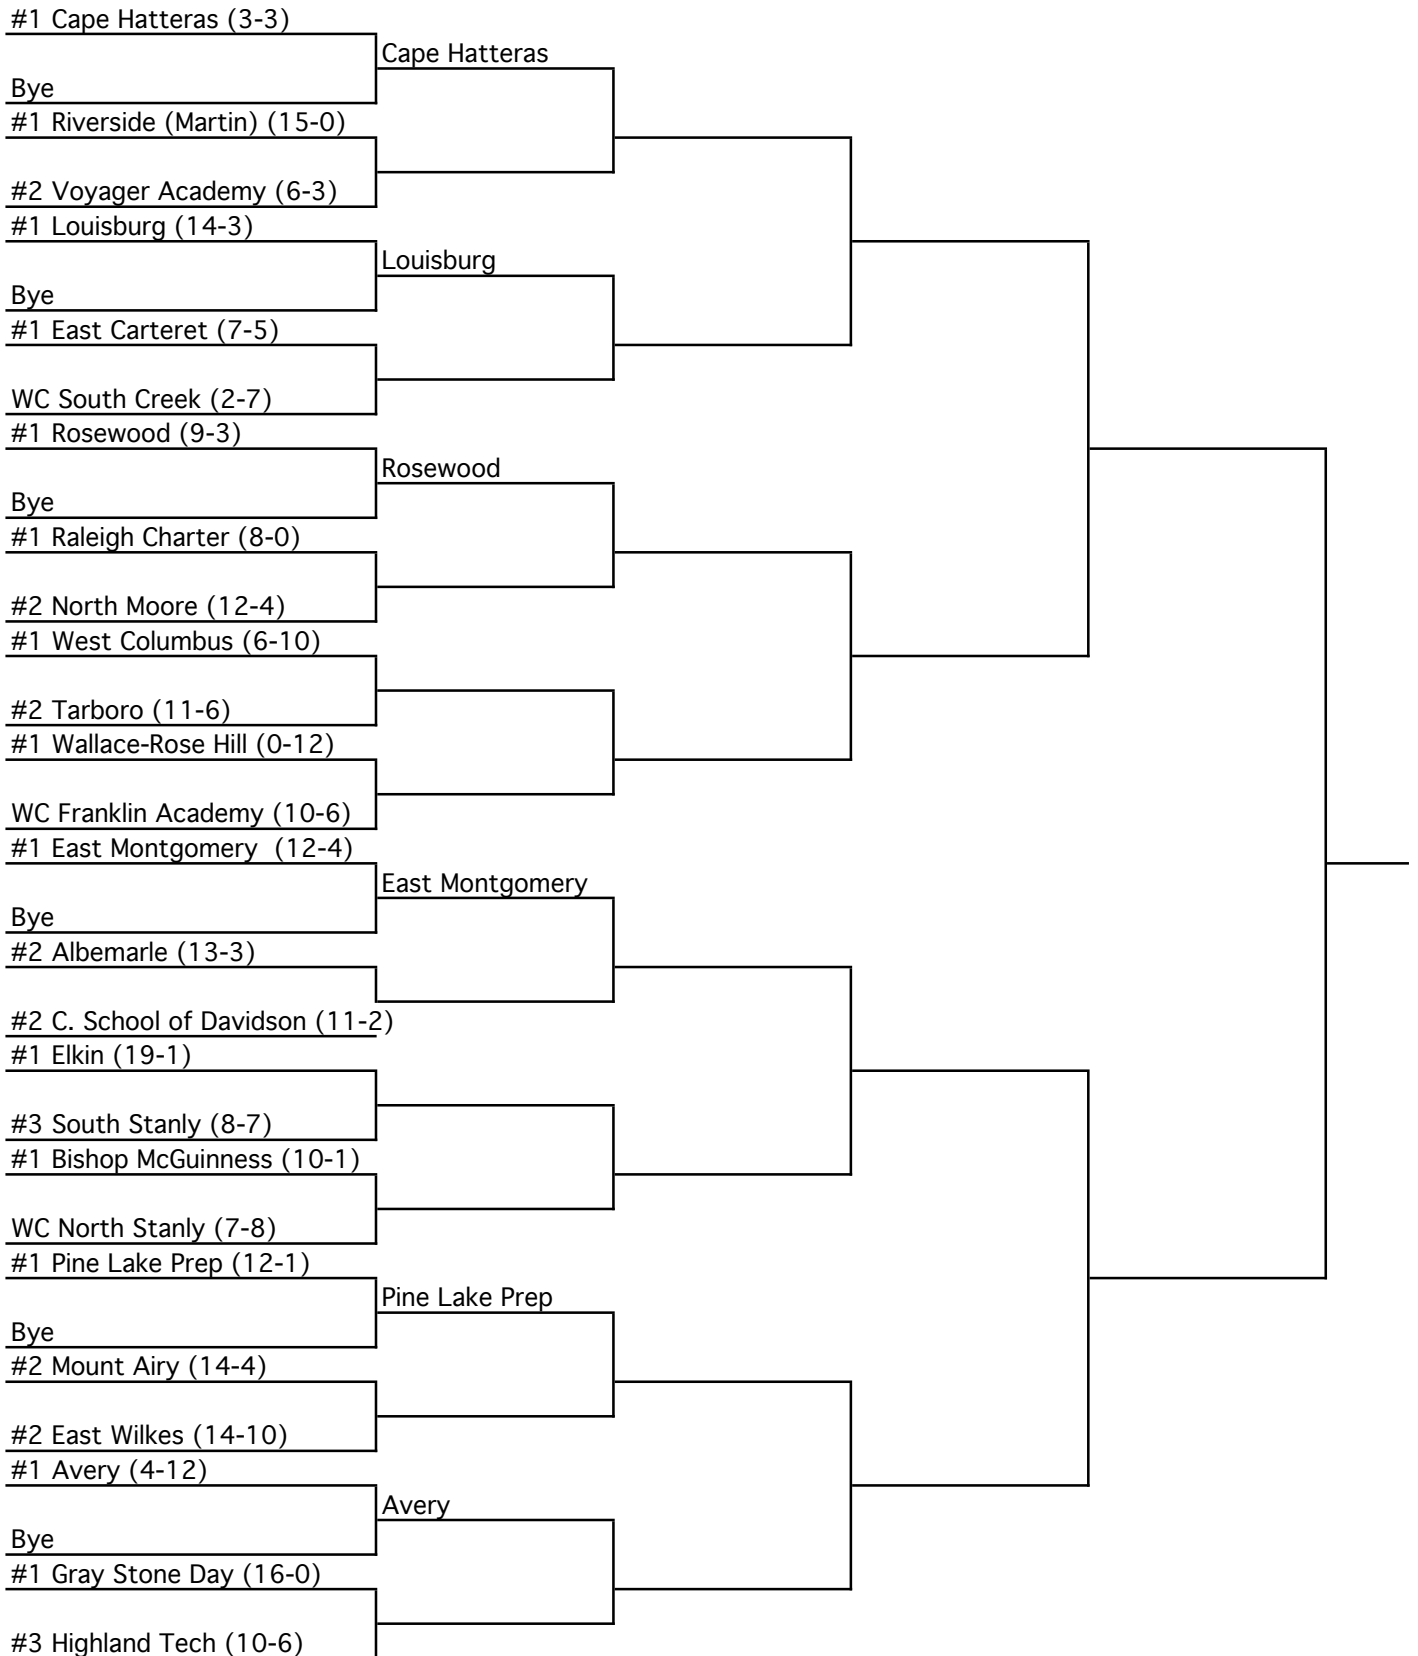 #1 Cape Hatteras (3-3)
Cape Hatteras
Bye
#1 Riverside (Martin) (15-0)
#2 Voyager Academy (6-3)
#1 Louisburg (14-3)
Louisburg
Bye
#1 East Carteret (7-5)
WC South Creek (2-7)
#1 Rosewood (9-3)
Rosewood
Bye
#1 Raleigh Charter (8-0)
#2 North Moore (12-4)
#1 West Columbus (6-10)
#2 Tarboro (11-6)
#1 Wallace-Rose Hill (0-12)
WC Franklin Academy (10-6)
#1 East Montgomery  (12-4)
East Montgomery
Bye
#2 Albemarle (13-3)
#2 C. School of Davidson (11-2)
#1 Elkin (19-1)
#3 South Stanly (8-7)
#1 Bishop McGuinness (10-1)
WC North Stanly (7-8)
#1 Pine Lake Prep (12-1)
Pine Lake Prep
Bye
#2 Mount Airy (14-4)
#2 East Wilkes (14-10)
#1 Avery (4-12)
Avery
Bye
#1 Gray Stone Day (16-0)
#3 Highland Tech (10-6)